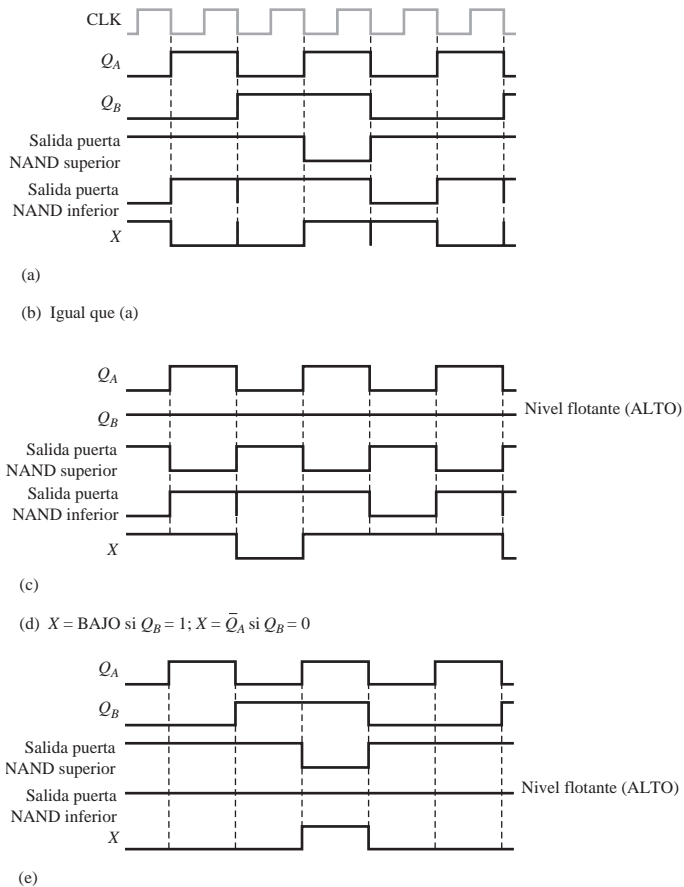 CLK
Q_A
Q_B
Salida puerta
NAND superior
Salida puerta
NAND inferior
X
(a)
(b) Igual que (a)
Q_A
Q_B
Nivel flotante (ALTO)
Salida puerta
NAND superior
Salida puerta
NAND inferior
X
(c)
(d) X = BAJO si Q_B = 1; X = Q̅_A si Q_B = 0
Q_A
Q_B
Salida puerta
NAND superior
Salida puerta
NAND inferior
Nivel flotante (ALTO)
X
(e)